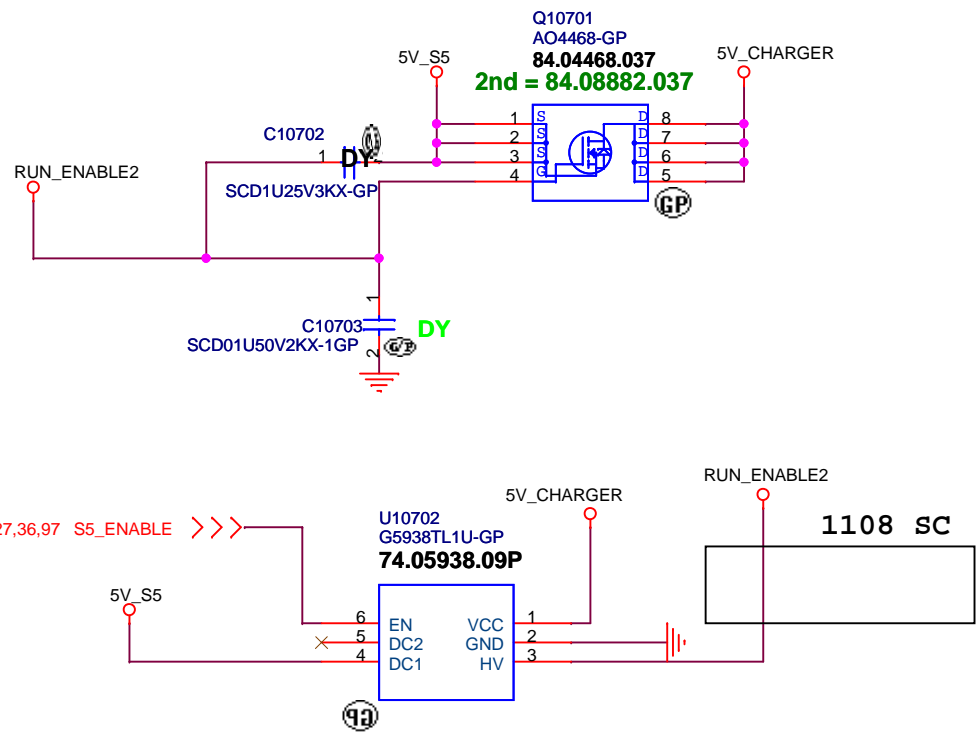 Q10701
AO4468-GP
84.04468.037
2nd = 84.08882.037
5V_S5
5V_CHARGER
1 S D 8
2 S D 7
3 S D 6
4 G D 5
GP
C10702
1 DY
SCD1U25V3KX-GP
RUN_ENABLE2
1
C10703 DY
SCD01U50V2KX-1GP
2
G/P
RUN_ENABLE2
5V_CHARGER
1108 SC
27,36,97 S5_ENABLE
U10702
G5938TL1U-GP
74.05938.09P
5V_S5
6 EN VCC 1
5 DC2 GND 2
4 DC1 HV 3
GP